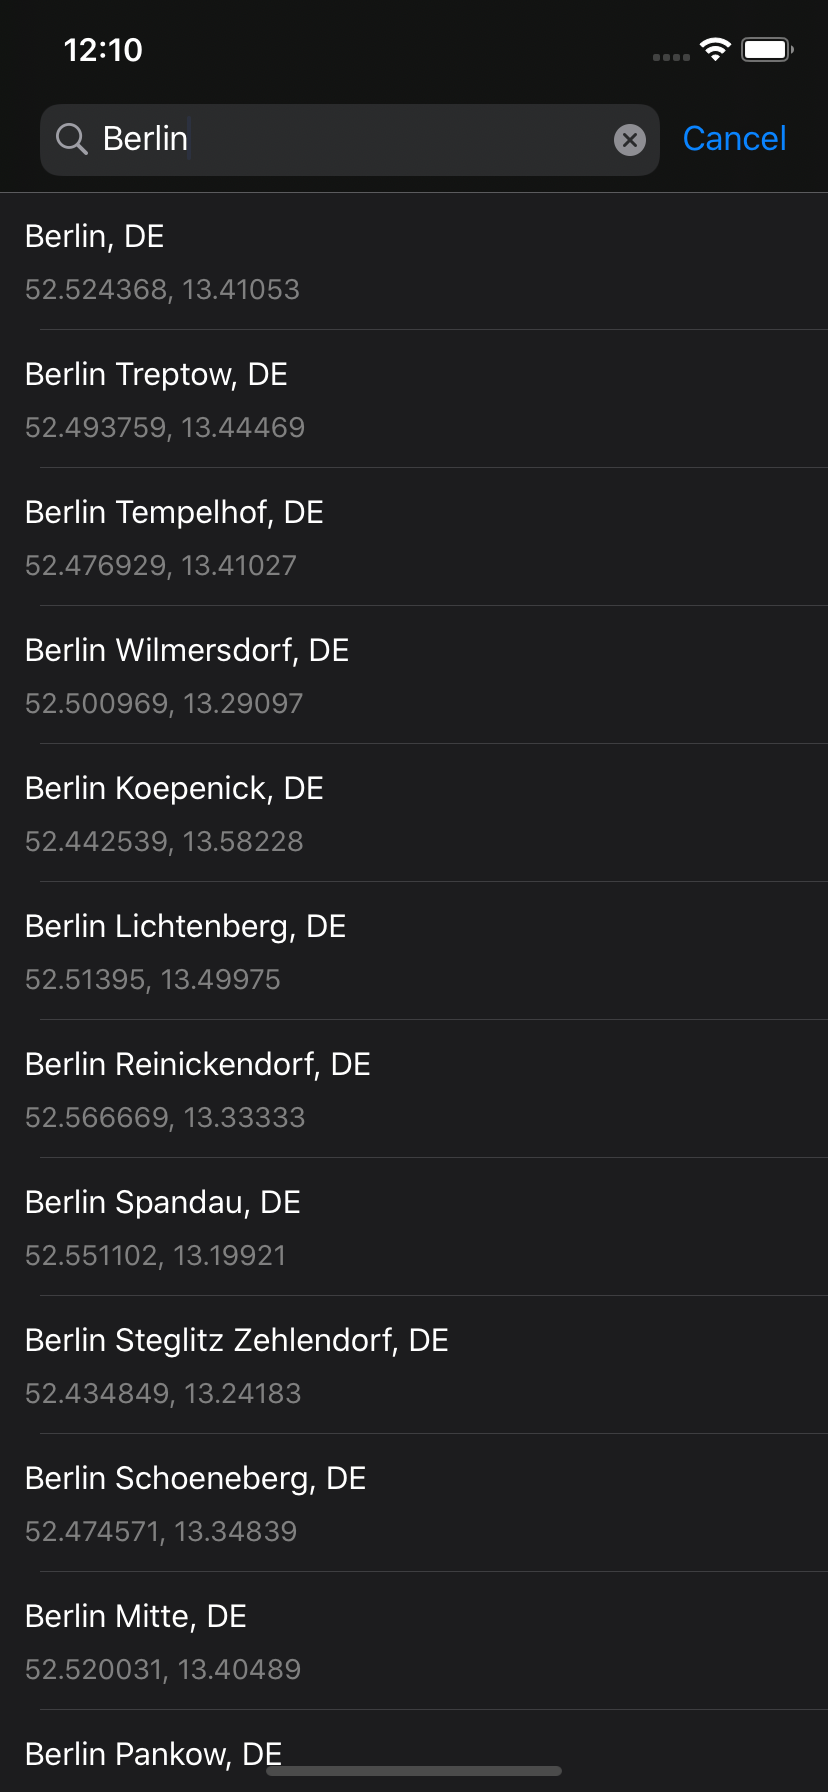 12:10
Berlin
Cancel
Berlin, DE
52.524368, 13.41053
Berlin Treptow, DE
52.493759, 13.44469
Berlin Tempelhof, DE
52.476929, 13.41027
Berlin Wilmersdorf, DE
52.500969, 13.29097
Berlin Koepenick, DE
52.442539, 13.58228
Berlin Lichtenberg, DE
52.51395, 13.49975
Berlin Reinickendorf, DE
52.566669, 13.33333
Berlin Spandau, DE
52.551102, 13.19921
Berlin Steglitz Zehlendorf, DE
52.434849, 13.24183
Berlin Schoeneberg, DE
52.474571, 13.34839
Berlin Mitte, DE
52.520031, 13.40489
Berlin Pankow, DE